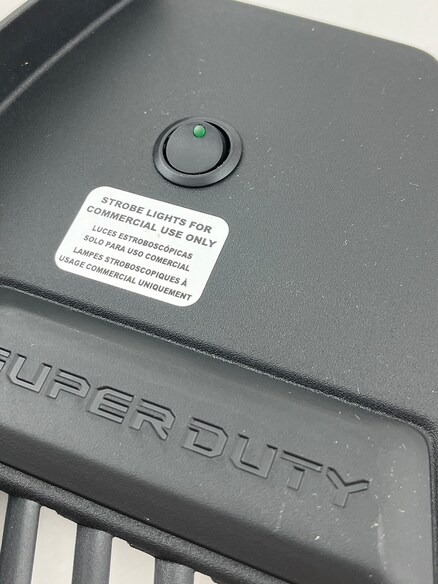 STROBE LIGHTS FOR
COMMERCIAL USE ONLY
LUCES ESTROBOSCÓPICAS
SOLO PARA USO COMERCIAL
LAMPES STROBOSCOPIQUES À
USAGE COMMERCIAL UNIQUEMENT
SUPER DUTY